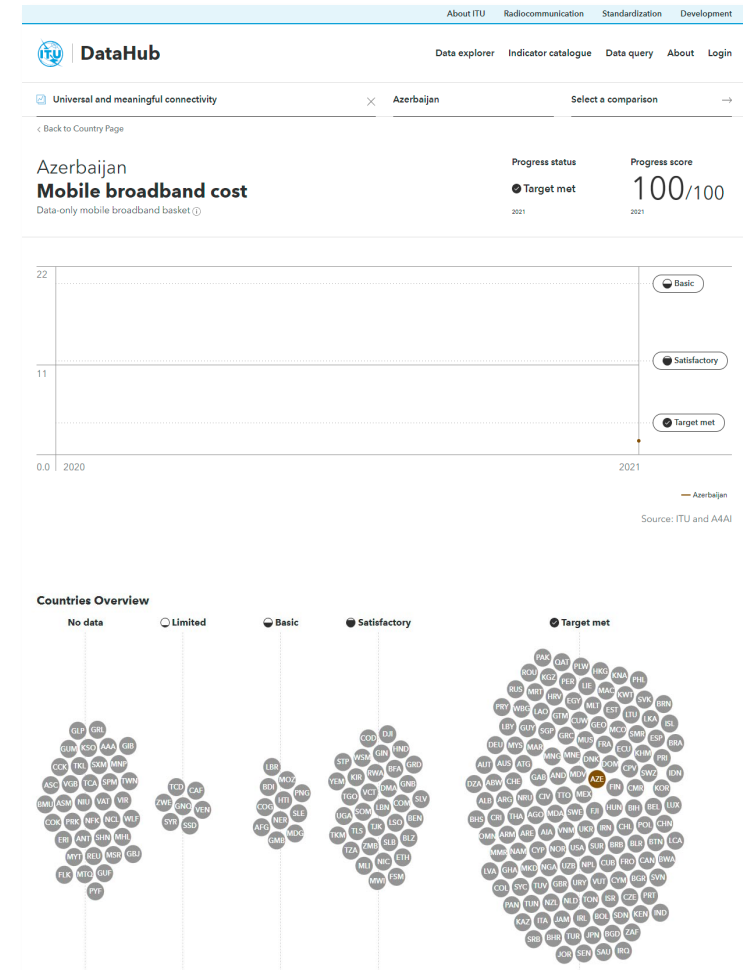 About ITU Radiocommunication Standardization Development
ITU DataHub Data explorer Indicator catalogue Data query About Login
Universal and meaningful connectivity Azerbaijan Select a comparison
< Back to Country Page
Azerbaijan
Mobile broadband cost
Data-only mobile broadband basket
Progress status
Target met
2021
Progress score
100/100
2021
22
Basic
Satisfactory
11
Target met
0.0 2020 2021
Azerbaijan
Source: ITU and A4AI
Countries Overview
No data Limited Basic Satisfactory Target met
GLP GRL
GUM KSO AAA GIB
CCK TKL SXM MNP
ASC VGB TCA SPM TWN
BMU ASM NIU VAT VIR
COK PRK NFK NCL WLF
ERI ANT SHN MHL
MYT REU MSR GBJ
FLK MTQ GUF
PYF
TCD CAF
ZWE GNQ VEN
SYR SSD
LBR
BDI MOZ PNG
COG HTI SLE
AFG NER MDG
GMB
COD DJI
STP WSM GIN HND
YEM KIR RWA BFA GRD
TGO VCT DMA GNB
UGA SOM LBN COM SLV
TKM TLS TJK LSO BEN
TZA ZMB SLB BLZ
MLI NIC ETH
MWI FSM
PAK QAT PLW HKG KNA PHL
ROU KGZ PER LIE MAC KWT SVK BRN
RUS MRT HRV EGY MLT EST LTU LKA ISL
PRY WBG LAO GTM CUW GEO MCO SMR ESP BRA
LBY GUY SGP GRC MUS FRA ECU KHM PRI
DEU MYS MAR MNG MNE DNK DOM CPV SWZ IDN
AUT AUS ATG GAB AND MDV AZE FIN CMR KOR
DZA ABW CHE CIV TTO MEX HUN BIH BEL LUX
ALB ARG NRU MDA SWE FJI CHL POL CHN
BHS CRI THA AGO VNM UKR IRN BRB BLR BTN LCA
OMN ARM ARE AIA NOR USA SUR CUB FRO CAN BWA
MMR NAM CYP NGA UZB NPL CYM BGR SVN
LVA GHA MKD GBR URY VUT CZE PRT
COL SYC TUV NLD TON ISR KEN IND
PAN TUN NZL IRL BOL SDN ZAF
KAZ ITA JAM JPN BGD IRQ
SRB BHR TUR SAU
JOR SEN